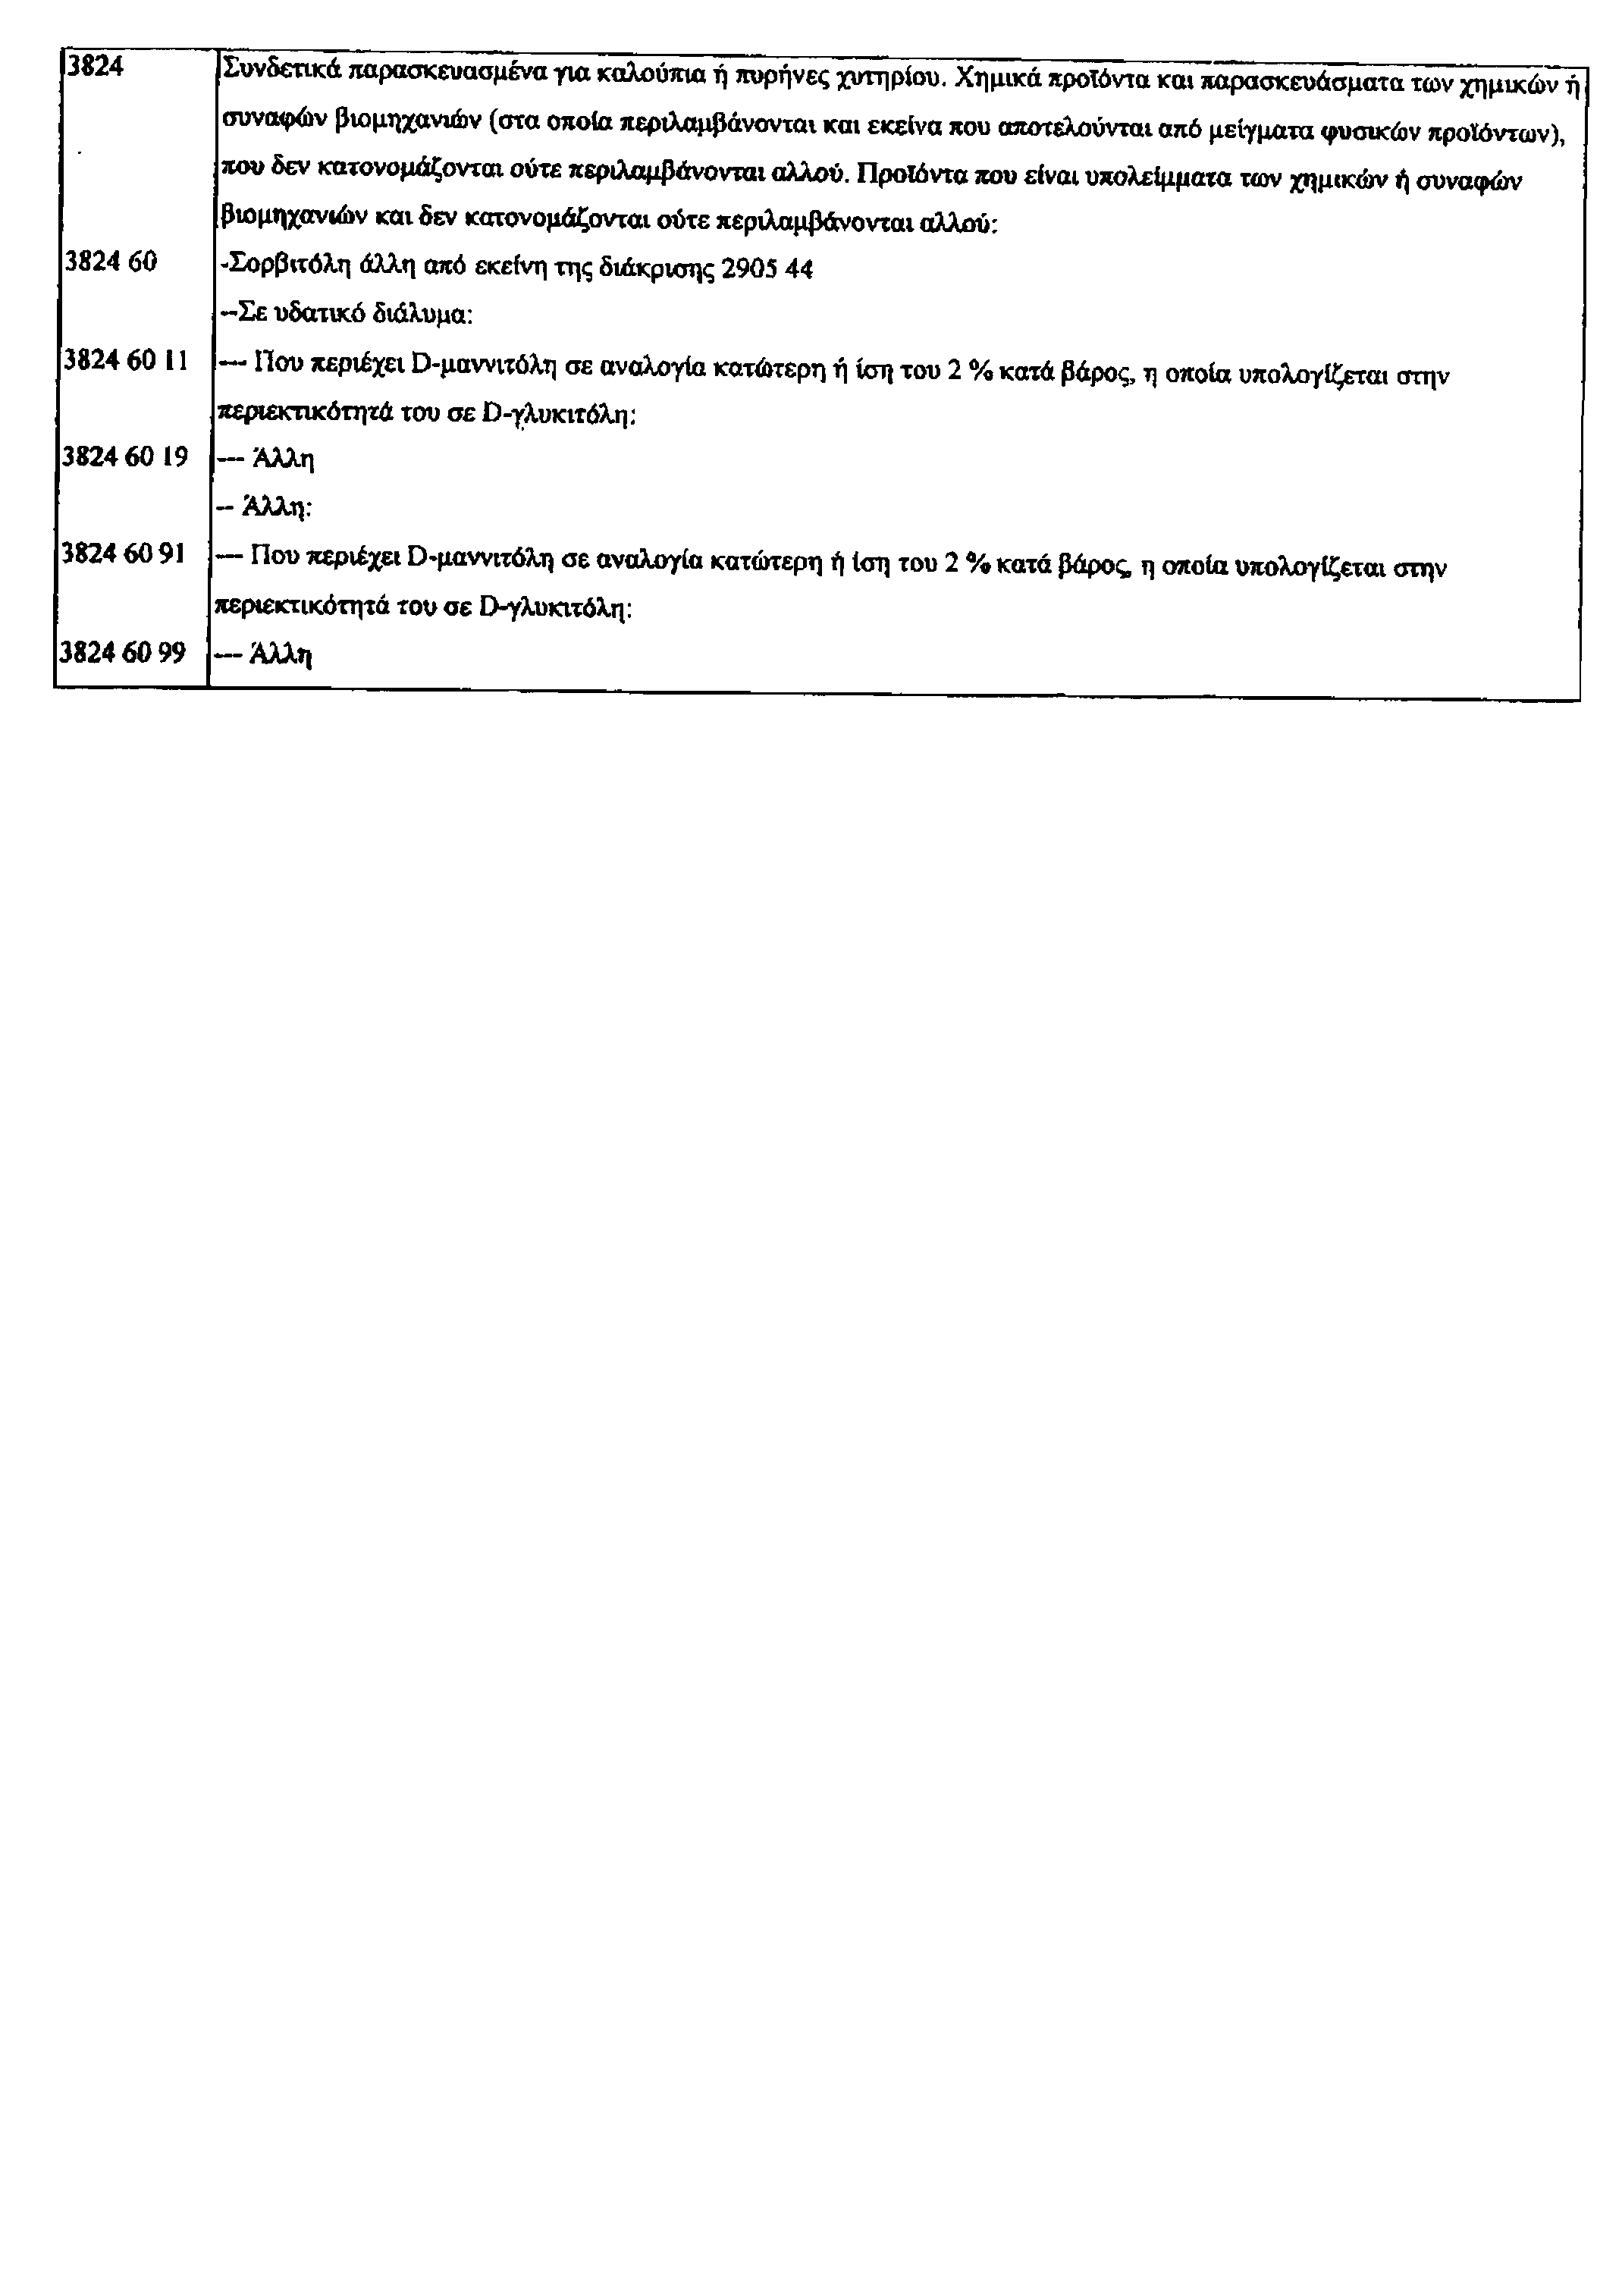 3824 Συνδετικά παρασκευασμένα για καλούπια ή πυρήνες χυτηρίου. Χημικά προϊόντα και παρασκευάσματα των χημικών ή
συναφών βιομηχανιών (στα οποία περιλαμβάνονται και εκείνα που αποτελούνται από μείγματα φυσικών προϊόντων),
που δεν κατονομάζονται ούτε περιλαμβάνονται αλλού. Προϊόντα που είναι υπολείμματα των χημικών ή συναφών
βιομηχανιών και δεν κατονομάζονται ούτε περιλαμβάνονται αλλού:
3824 60 -Σορβιτόλη άλλη από εκείνη της διάκρισης 2905 44
--Σε υδατικό διάλυμα:
3824 60 11 --- Που περιέχει D-μαννιτόλη σε αναλογία κατώτερη ή ίση του 2 % κατά βάρος, η οποία υπολογίζεται στην
περιεκτικότητά του σε D-γλυκιτόλη:
3824 60 19 --- Άλλη
-- Άλλη:
3824 60 91 --- Που περιέχει D-μαννιτόλη σε αναλογία κατώτερη ή ίση του 2 % κατά βάρος, η οποία υπολογίζεται στην
περιεκτικότητά του σε D-γλυκιτόλη:
3824 60 99 --- Άλλη